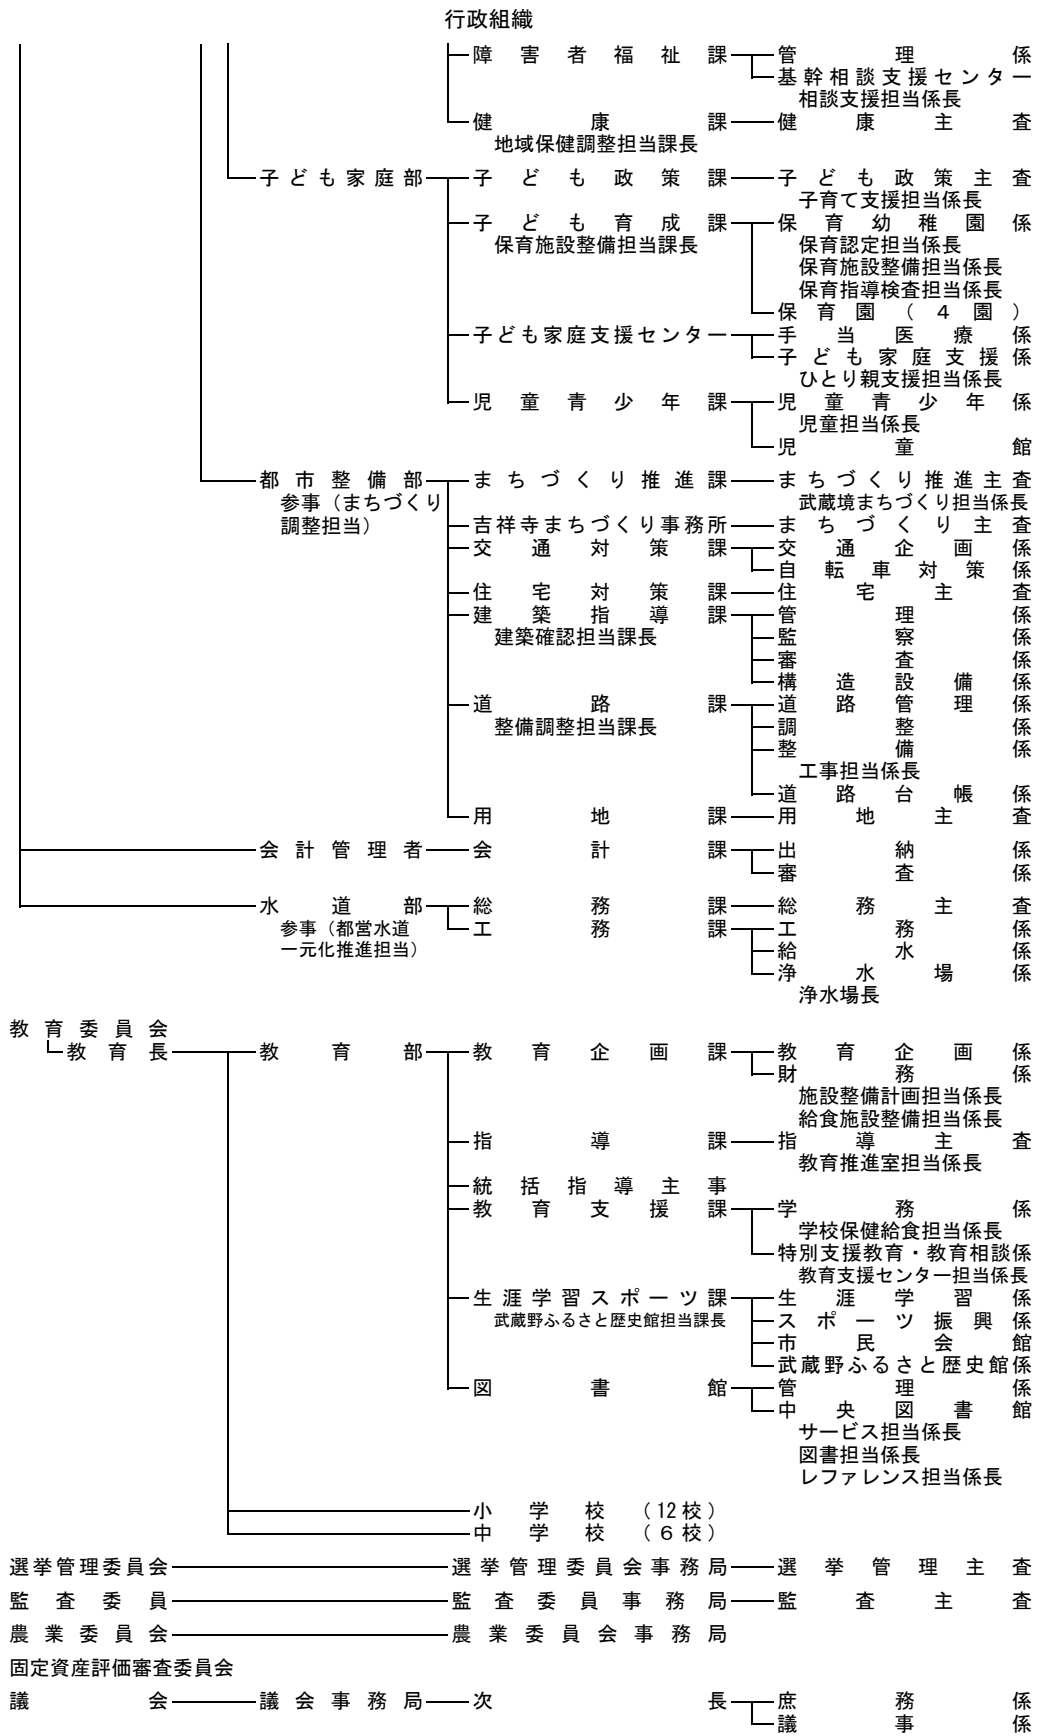 行政組織
障害者福祉課 管理係
基幹相談支援センター
相談支援担当係長
健康課 健康主査
地域保健調整担当課長
子ども家庭部 子ども政策課 子ども政策主査
子育て支援担当係長
子ども育成課 保育幼稚園係
保育施設整備担当課長 保育認定担当係長
保育施設整備担当係長
保育指導検査担当係長
保育園（4園）
子ども家庭支援センター 手当医療係
子ども家庭支援係
ひとり親支援担当係長
児童青少年課 児童青少年係
児童担当係長
児童館
都市整備部 まちづくり推進課 まちづくり推進主査
参事（まちづくり 武蔵境まちづくり担当係長
調整担当） 吉祥寺まちづくり事務所 まちづくり主査
交通対策課 交通企画係
自転車対策係
住宅対策課 住宅主査
建築指導課 管理係
建築確認担当課長 監察係
審査係
構造設備係
道路課 道路管理係
整備調整担当課長 調整係
整備係
工事担当係長
道路台帳係
用地課 用地主査
会計管理者 会計課 出納係
審査係
水道部 総務課 総務主査
参事（都営水道 工務課 工務係
一元化推進担当） 給水係
浄水場係
浄水場長
教育委員会
教育長 教育部 教育企画課 教育企画係
財務係
施設整備計画担当係長
給食施設整備担当係長
指導課 指導主査
教育推進室担当係長
統括指導主事
教育支援課 学務係
学校保健給食担当係長
特別支援教育・教育相談係
教育支援センター担当係長
生涯学習スポーツ課 生涯学習係
武蔵野ふるさと歴史館担当課長 スポーツ振興係
市民会館
武蔵野ふるさと歴史館係
図書館 管理係
中央図書館
サービス担当係長
図書担当係長
レファレンス担当係長
小学校（12校）
中学校（6校）
選挙管理委員会 選挙管理委員会事務局 選挙管理主査
監査委員 監査委員事務局 監査主査
農業委員会 農業委員会事務局
固定資産評価審査委員会
議会 議会事務局 次長 庶務係
議事係